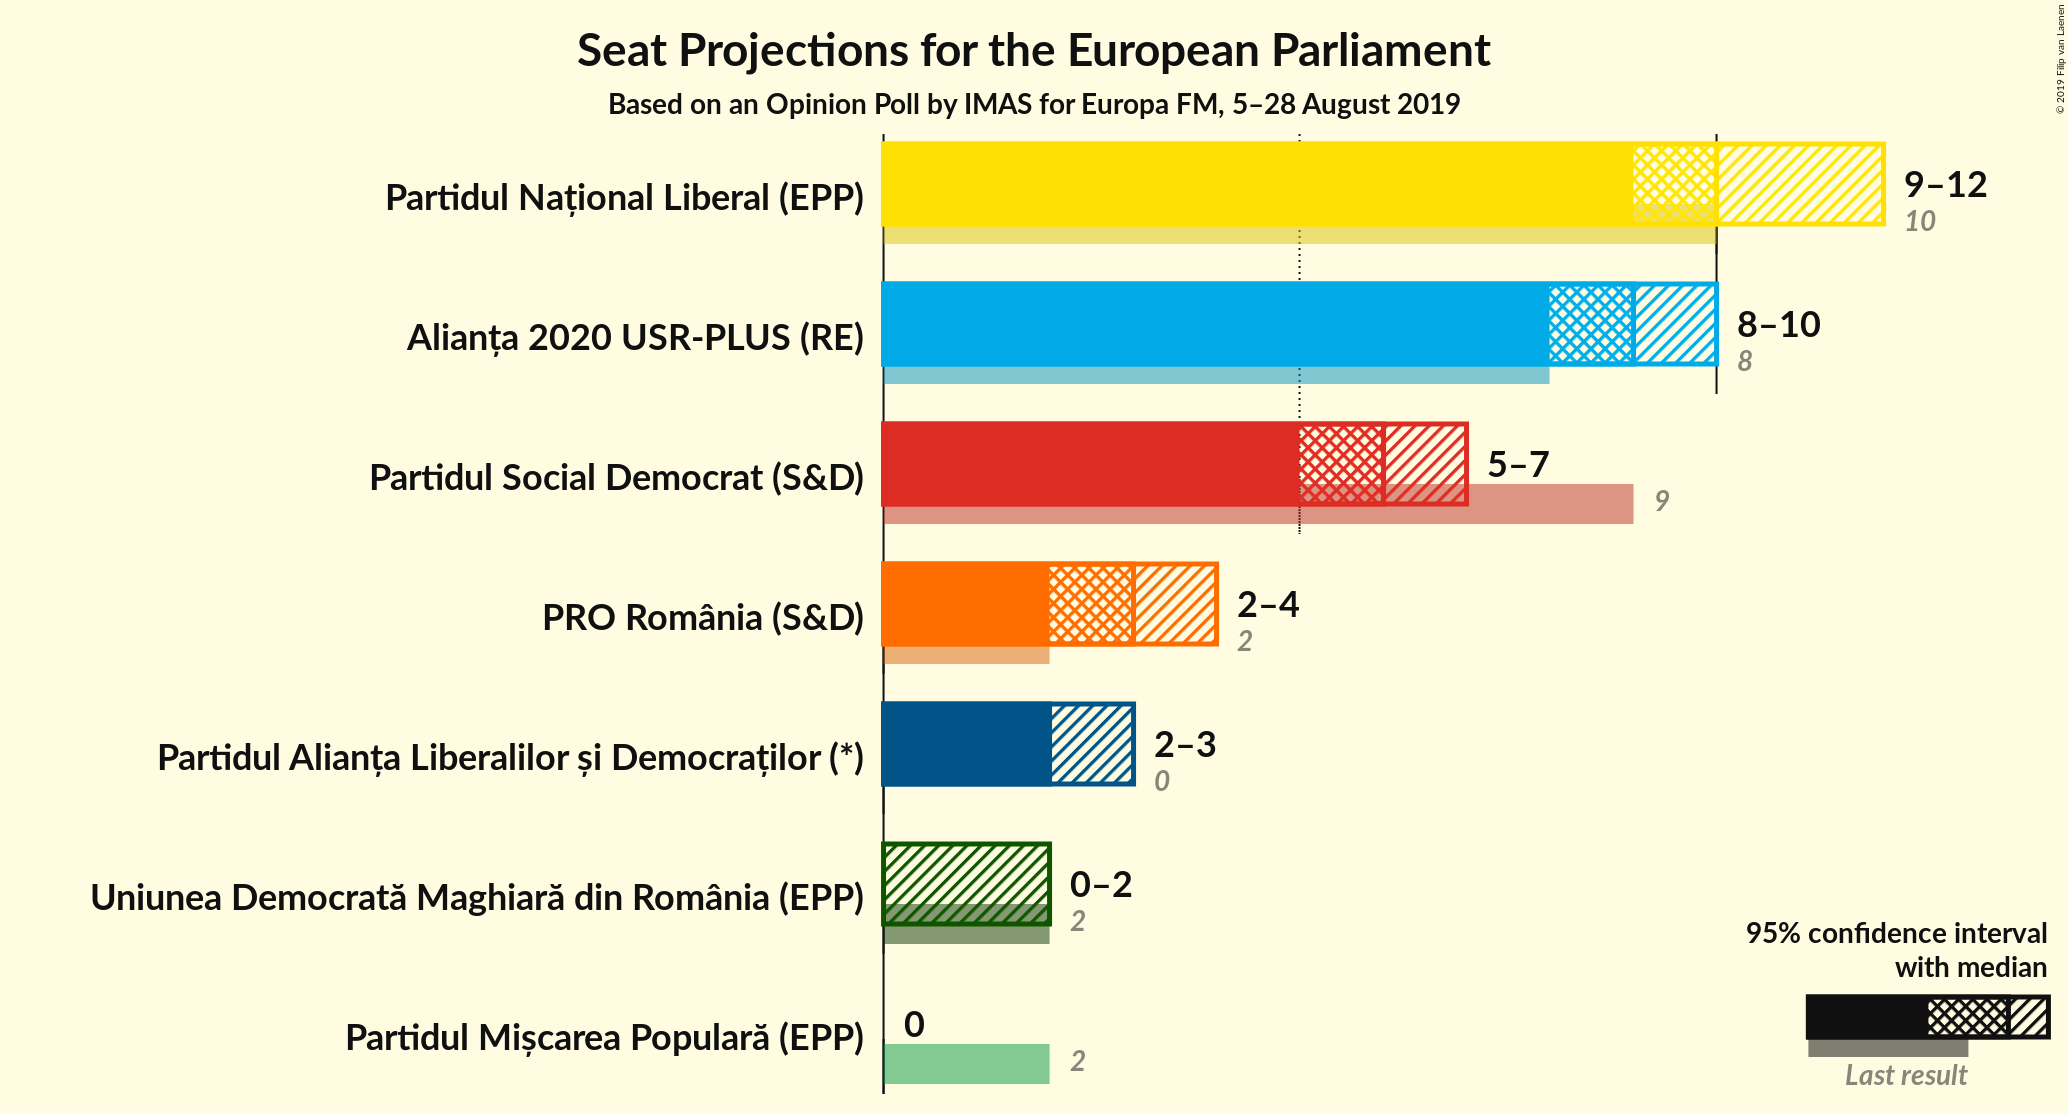 Seat Projections for the European Parliament
Based on an Opinion Poll by IMAS for Europa FM, 5–28 August 2019
© 2019 Filip van Laenen
Partidul Național Liberal (EPP)
9–12
10
Alianța 2020 USR-PLUS (RE)
8–10
8
Partidul Social Democrat (S&D)
5–7
9
PRO România (S&D)
2–4
2
Partidul Alianța Liberalilor și Democraților (*)
2–3
0
Uniunea Democrată Maghiară din România (EPP)
0–2
2
Partidul Mișcarea Populară (EPP)
0
2
95% confidence interval
with median
Last result